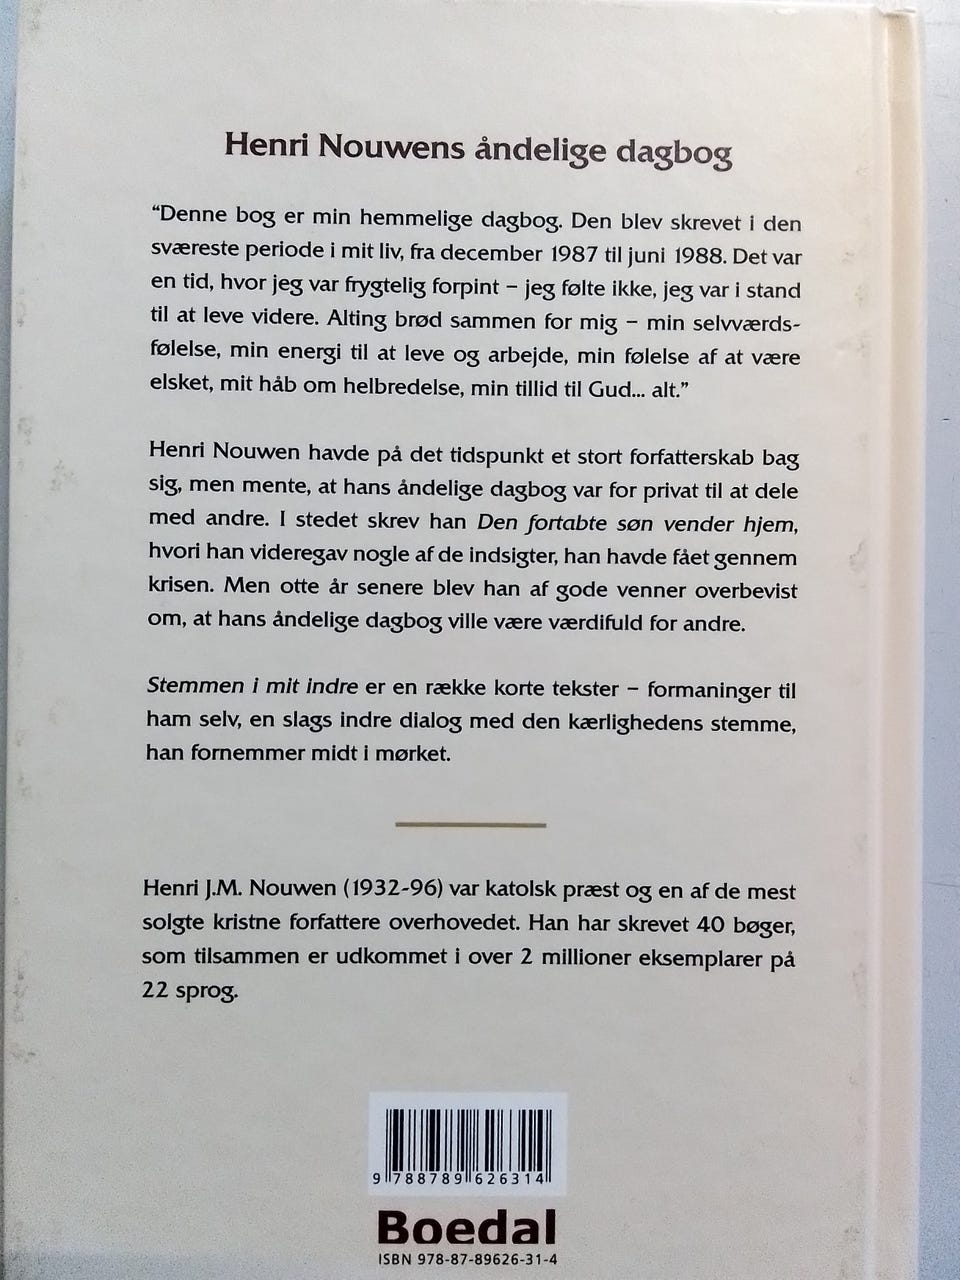 Henri Nouwens åndelige dagbog
“Denne bog er min hemmelige dagbog. Den blev skrevet i den
sværeste periode i mit liv, fra december 1987 til juni 1988. Det var
en tid, hvor jeg var frygtelig forpint – jeg følte ikke, jeg var i stand
til at leve videre. Alting brød sammen for mig – min selvværds-
følelse, min energi til at leve og arbejde, min følelse af at være
elsket, mit håb om helbredelse, min tillid til Gud... alt.”
Henri Nouwen havde på det tidspunkt et stort forfatterskab bag
sig, men mente, at hans åndelige dagbog var for privat til at dele
med andre. I stedet skrev han Den fortabte søn vender hjem,
hvori han videregav nogle af de indsigter, han havde fået gennem
krisen. Men otte år senere blev han af gode venner overbevist
om, at hans åndelige dagbog ville være værdifuld for andre.
Stemmen i mit indre er en række korte tekster – formaninger til
ham selv, en slags indre dialog med den kærlighedens stemme,
han fornemmer midt i mørket.
Henri J.M. Nouwen (1932-96) var katolsk præst og en af de mest
solgte kristne forfattere overhovedet. Han har skrevet 40 bøger,
som tilsammen er udkommet i over 2 millioner eksemplarer på
22 sprog.
9 788789 626314
Boedal
ISBN 978-87-89626-31-4